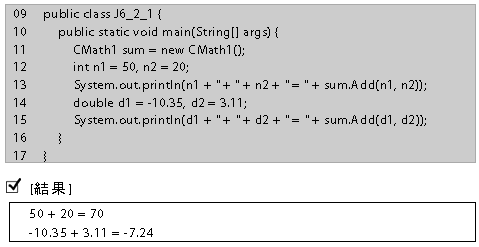 09 public class J6_2_1 {
10 public static void main(String[] args) {
11 CMath1 sum = new CMath1();
12 int n1 = 50, n2 = 20;
13 System.out.println(n1 + "+ "+ n2 + "= "+ sum.Add(n1, n2));
14 double d1 = -10.35, d2 = 3.11;
15 System.out.println(d1 + "+ "+ d2 + "= "+ sum.Add(d1, d2));
16 }
17 }
[結果]
50 + 20 = 70
-10.35 + 3.11 = -7.24